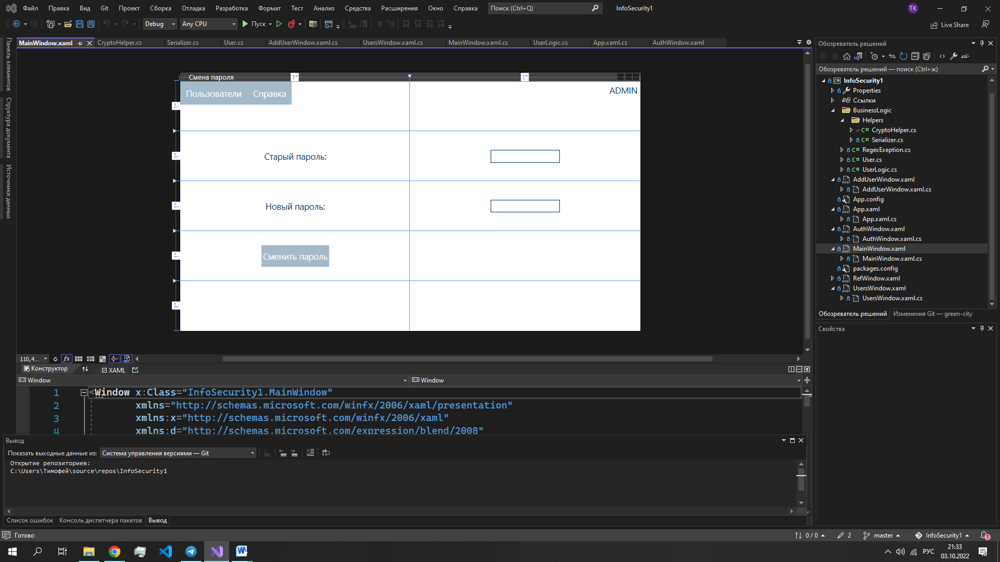 Файл Правка Вид Git Проект Сборка Отладка Разработка Формат Тест Анализ Средства Расширения Окно Справка Поиск (Ctrl+Q) InfoSecurity1 TK
Debug Any CPU Пуск Live Share
MainWindow.xaml CryptoHelper.cs Serializer.cs User.cs AddUserWindow.xaml.cs UsersWindow.xaml.cs MainWindow.xaml.cs UserLogic.cs App.xaml.cs AuthWindow.xaml
Панель элементов
Структура документа
Источники данных
Смена пароля 1* 1*
Пользователи Справка ADMIN
1*
Старый пароль:
1*
Новый пароль:
1*
Сменить пароль
1*
1*
110,4...
Конструктор XAML
Window Window
1 <Window x:Class="InfoSecurity1.MainWindow"
2 xmlns="http://schemas.microsoft.com/winfx/2006/xaml/presentation"
3 xmlns:x="http://schemas.microsoft.com/winfx/2006/xaml"
4 xmlns:d="http://schemas.microsoft.com/expression/blend/2008"
Вывод
Показать выходные данные из: Система управления версиями — Git
Открытие репозиториев:
C:\Users\Тимофей\source\repos\InfoSecurity1
Список ошибок Консоль диспетчера пакетов Вывод
Обозреватель решений
Обозреватель решений — поиск (Ctrl+ж)
InfoSecurity1
Properties
Ссылки
BusinessLogic
Helpers
C# CryptoHelper.cs
C# Serializer.cs
C# RegexExeption.cs
C# User.cs
C# UserLogic.cs
AddUserWindow.xaml
AddUserWindow.xaml.cs
App.config
App.xaml
App.xaml.cs
AuthWindow.xaml
AuthWindow.xaml.cs
MainWindow.xaml
MainWindow.xaml.cs
packages.config
RefWindow.xaml
UsersWindow.xaml
UsersWindow.xaml.cs
Обозреватель решений Изменения Git — green-city
Свойства
Готово 0 / 0 2 master InfoSecurity1 1
РУС 21:33
03.10.2022